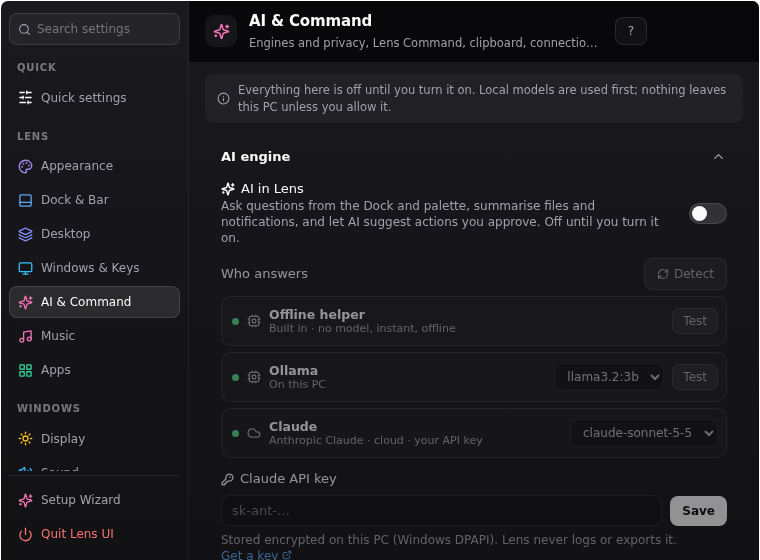 Search settings
QUICK
Quick settings
LENS
Appearance
Dock & Bar
Desktop
Windows & Keys
AI & Command
Music
Apps
WINDOWS
Display
Sound
Setup Wizard
Quit Lens UI
AI & Command
Engines and privacy, Lens Command, clipboard, connectio…
?
Everything here is off until you turn it on. Local models are used first; nothing leaves
this PC unless you allow it.
AI engine
AI in Lens
Ask questions from the Dock and palette, summarise files and
notifications, and let AI suggest actions you approve. Off until you turn it
on.
Who answers
Detect
Offline helper
Built in · no model, instant, offline
Test
Ollama
On this PC
llama3.2:3b
Test
Claude
Anthropic Claude · cloud · your API key
claude-sonnet-5-5
Claude API key
sk-ant-…
Save
Stored encrypted on this PC (Windows DPAPI). Lens never logs or exports it.
Get a key